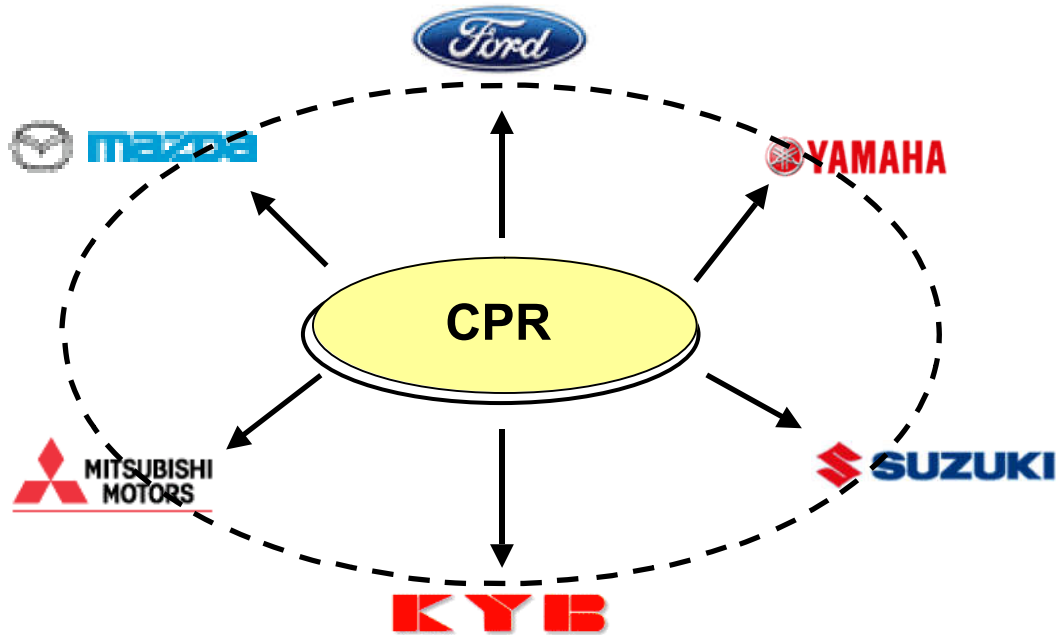 Ford
mazda
YAMAHA
CPR
MITSUBISHI
MOTORS
SUZUKI
KYB